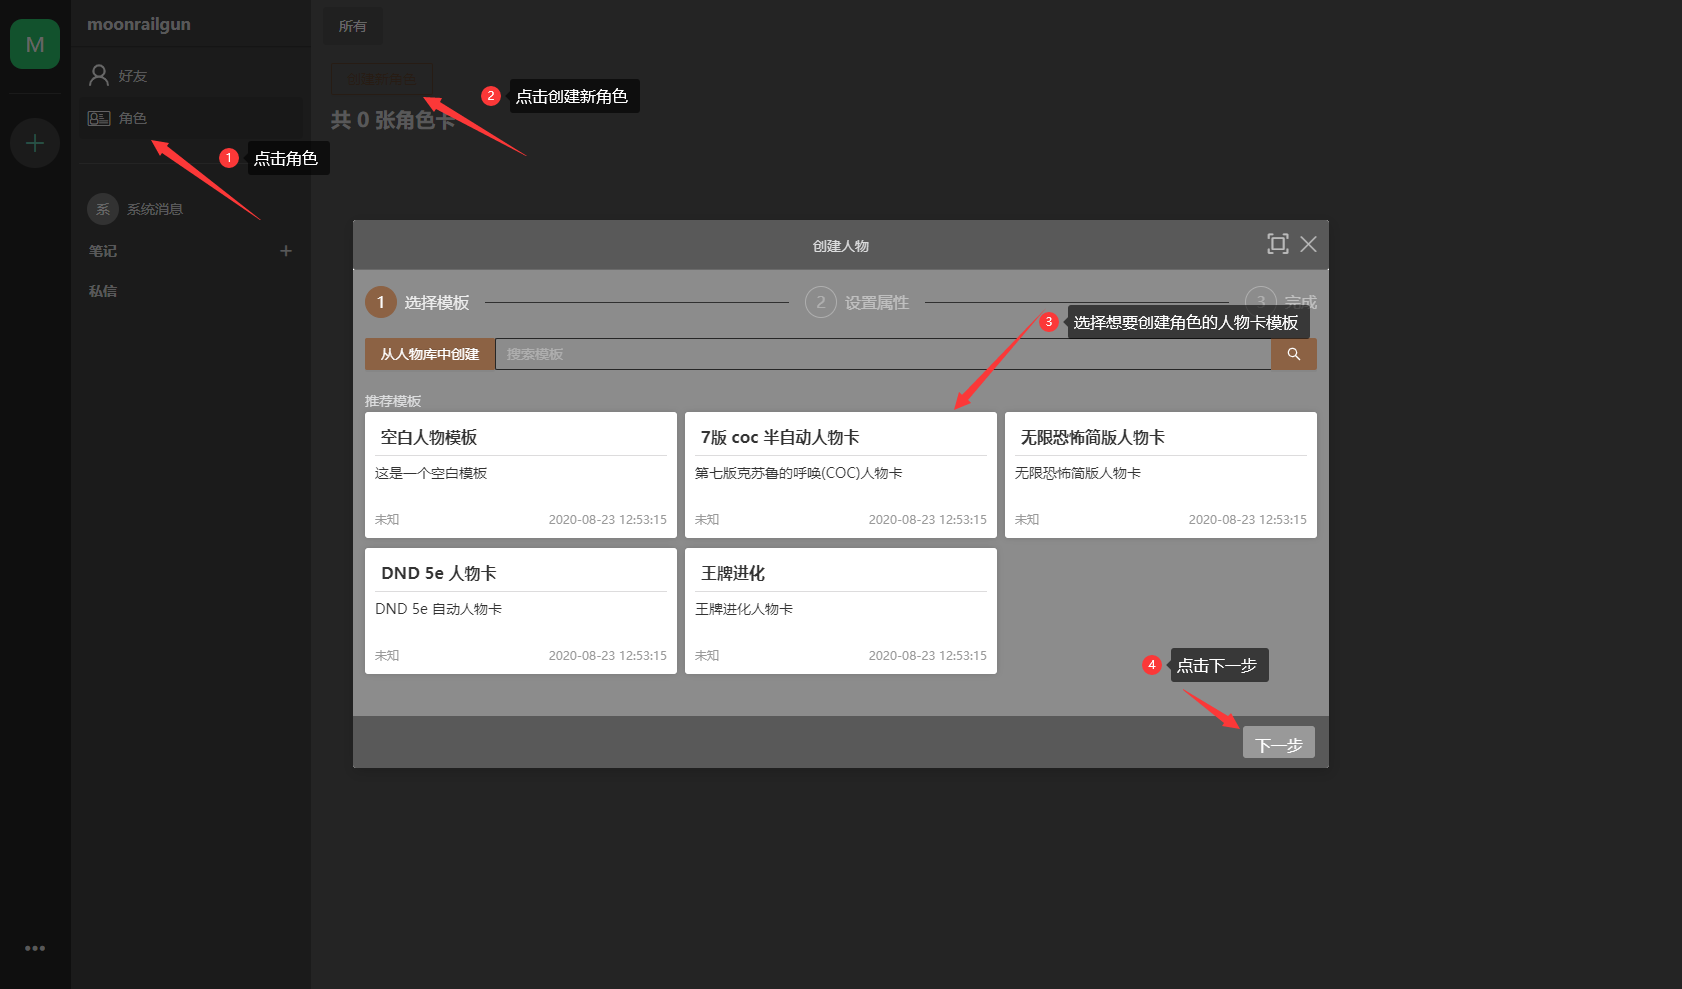 M
moonrailgun
好友
角色
1 点击角色
系 系统消息
笔记 +
私信
所有
创建新角色
2 点击创建新角色
共 0 张角色卡
创建人物
1 选择模板
2 设置属性
3 完成
3 选择想要创建角色的人物卡模板
从人物库中创建
搜索模板
推荐模板
空白人物模板
这是一个空白模板
未知 2020-08-23 12:53:15
7版 coc 半自动人物卡
第七版克苏鲁的呼唤(COC)人物卡
未知 2020-08-23 12:53:15
无限恐怖简版人物卡
无限恐怖简版人物卡
未知 2020-08-23 12:53:15
DND 5e 人物卡
DND 5e 自动人物卡
未知 2020-08-23 12:53:15
王牌进化
王牌进化人物卡
未知 2020-08-23 12:53:15
4 点击下一步
下一步